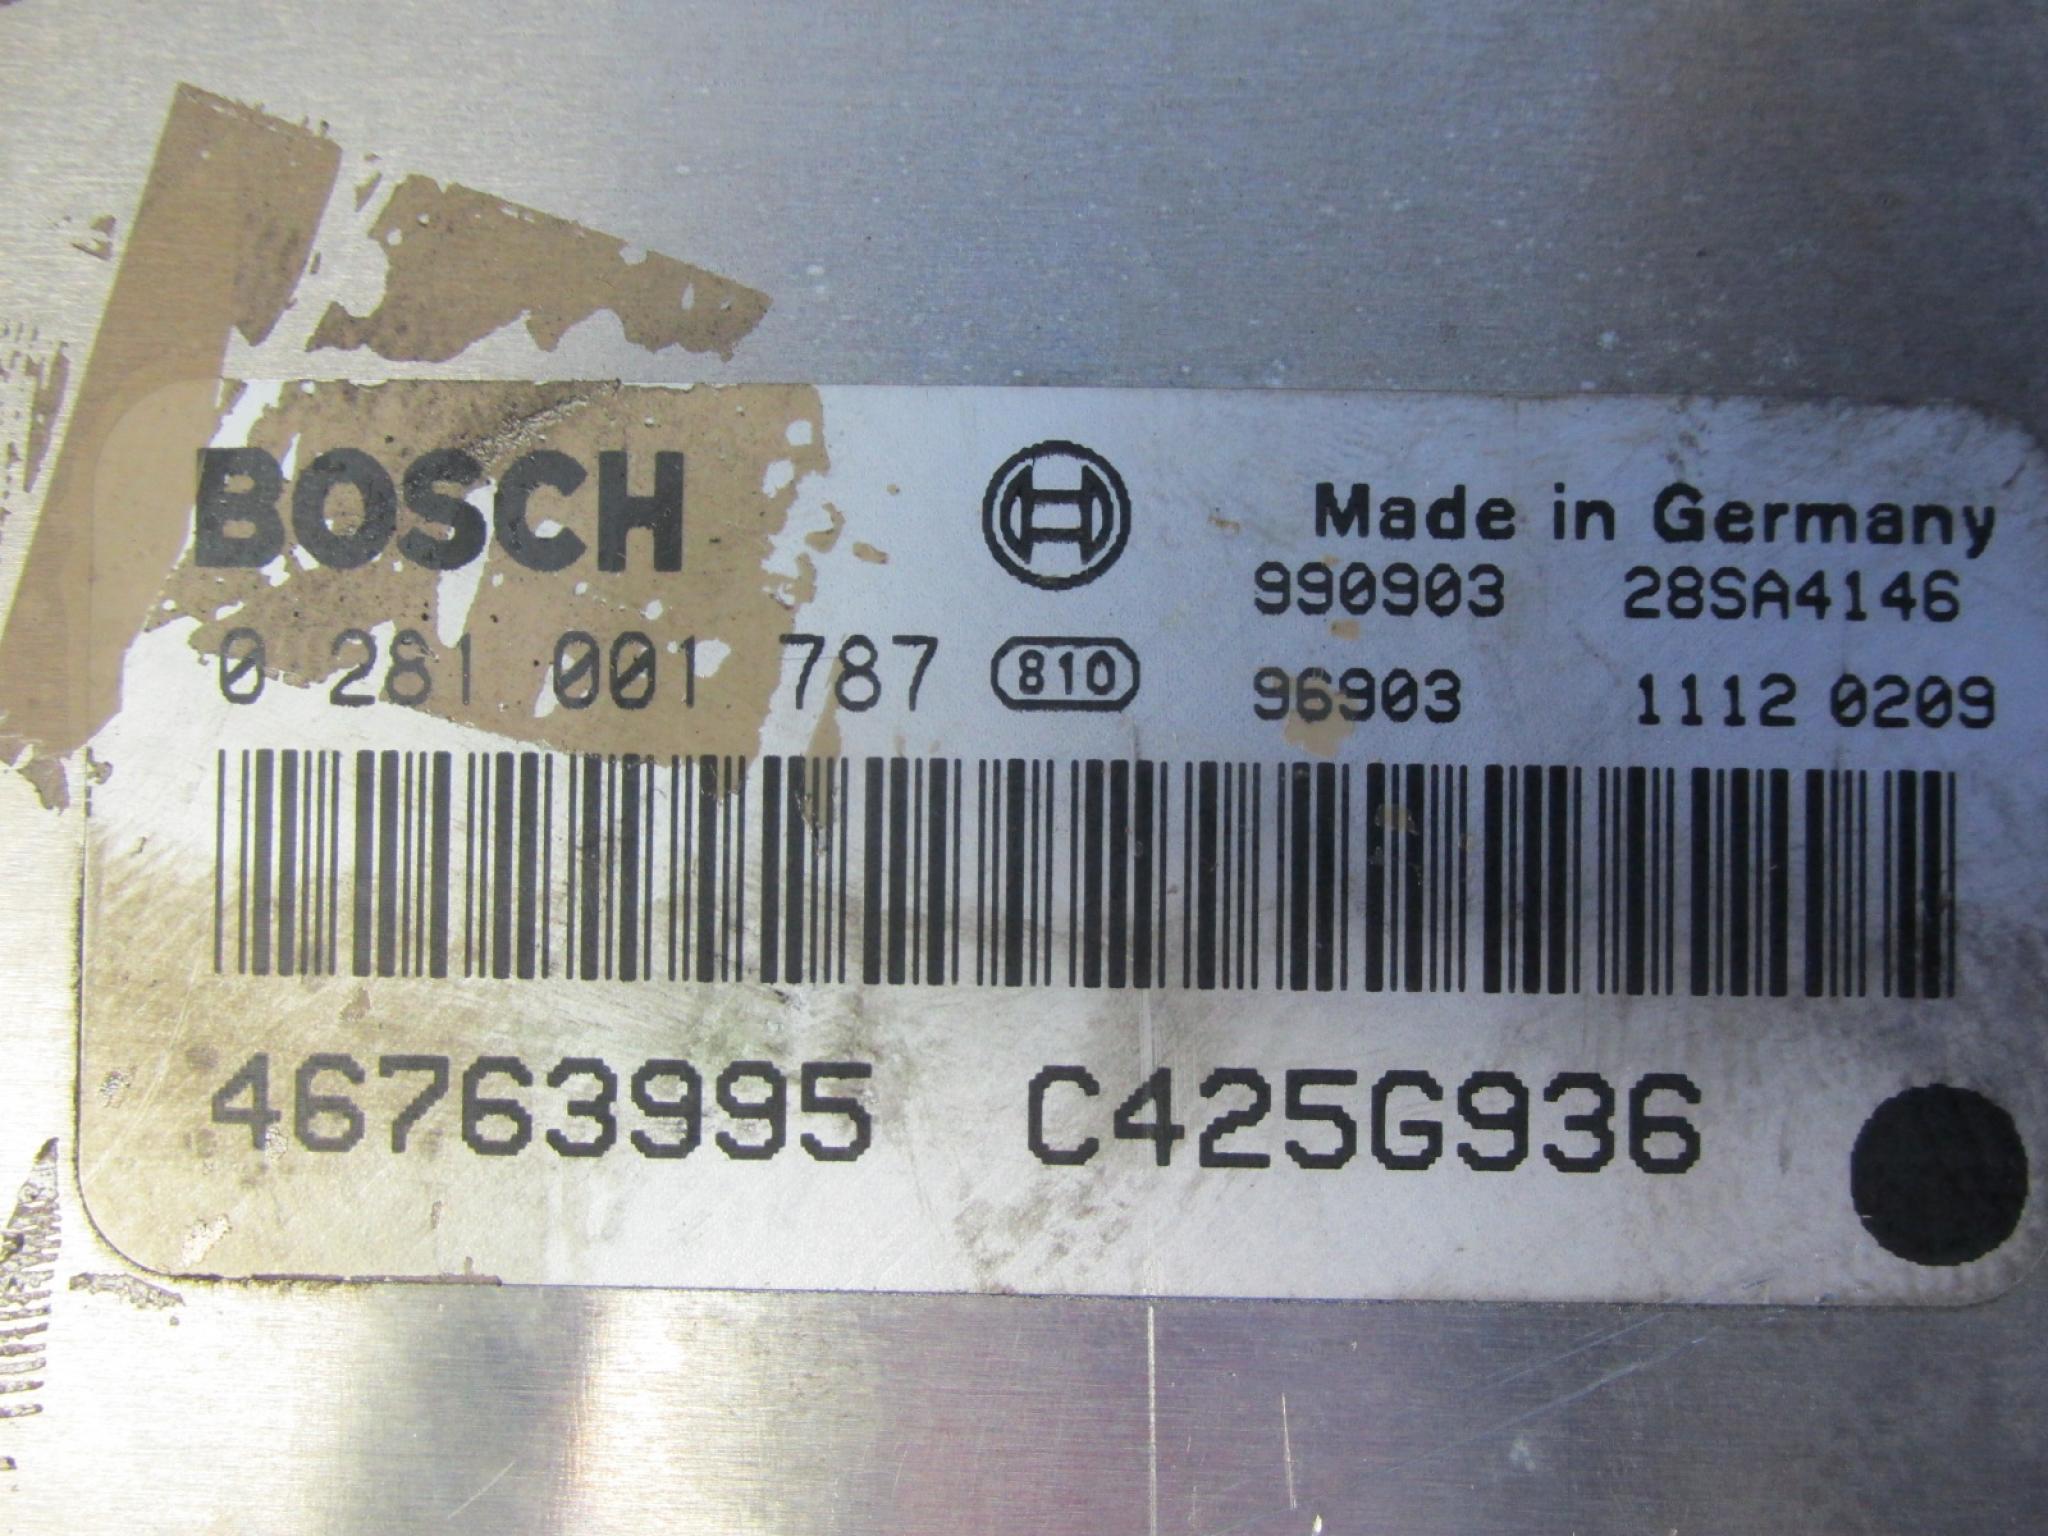 BOSCH
Made in Germany
990903 28SA4146
0 281 001 787 810 96903 1112 0209
46763995 C425G936